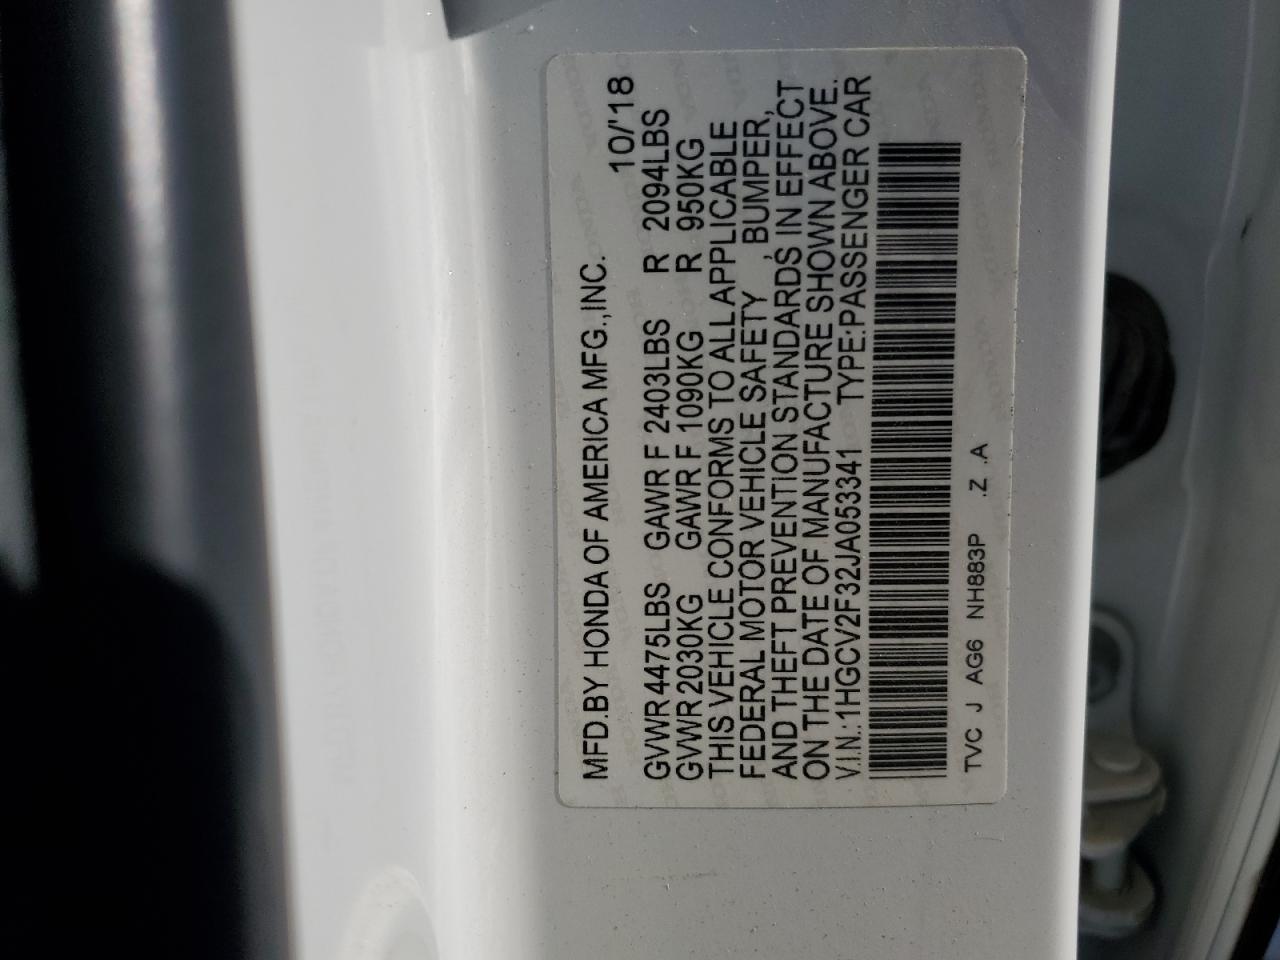 MFD.BY HONDA OF AMERICA MFG.,INC. 10/'18
GVWR 4475LBS GAWR F 2403LBS R 2094LBS
GVWR 2030KG GAWR F 1090KG R 950KG
THIS VEHICLE CONFORMS TO ALL APPLICABLE
FEDERAL MOTOR VEHICLE SAFETY , BUMPER,
AND THEFT PREVENTION STANDARDS IN EFFECT
ON THE DATE OF MANUFACTURE SHOWN ABOVE.
V.I.N.:1HGCV2F32JA053341 TYPE:PASSENGER CAR
TVC J AG6 NH883P .Z .A